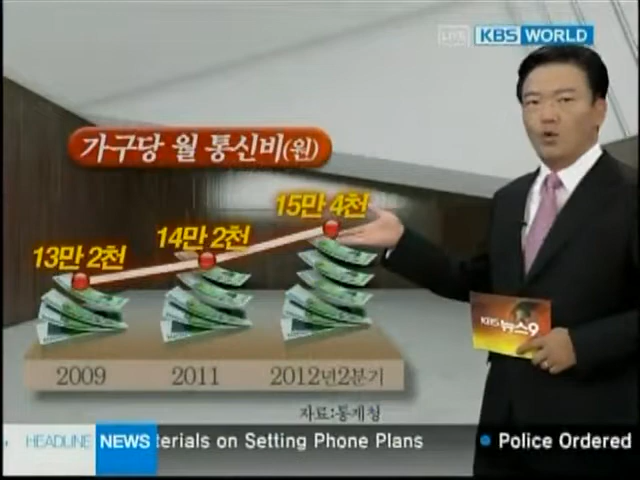 LIVE
KBS WORLD
가구당 월 통신비(원)
13만 2천
14만 2천
15만 4천
2009
2011
2012년2분기
자료:통계청
KBS 뉴스9
HEADLINE NEWS
terials on Setting Phone Plans
Police Ordered